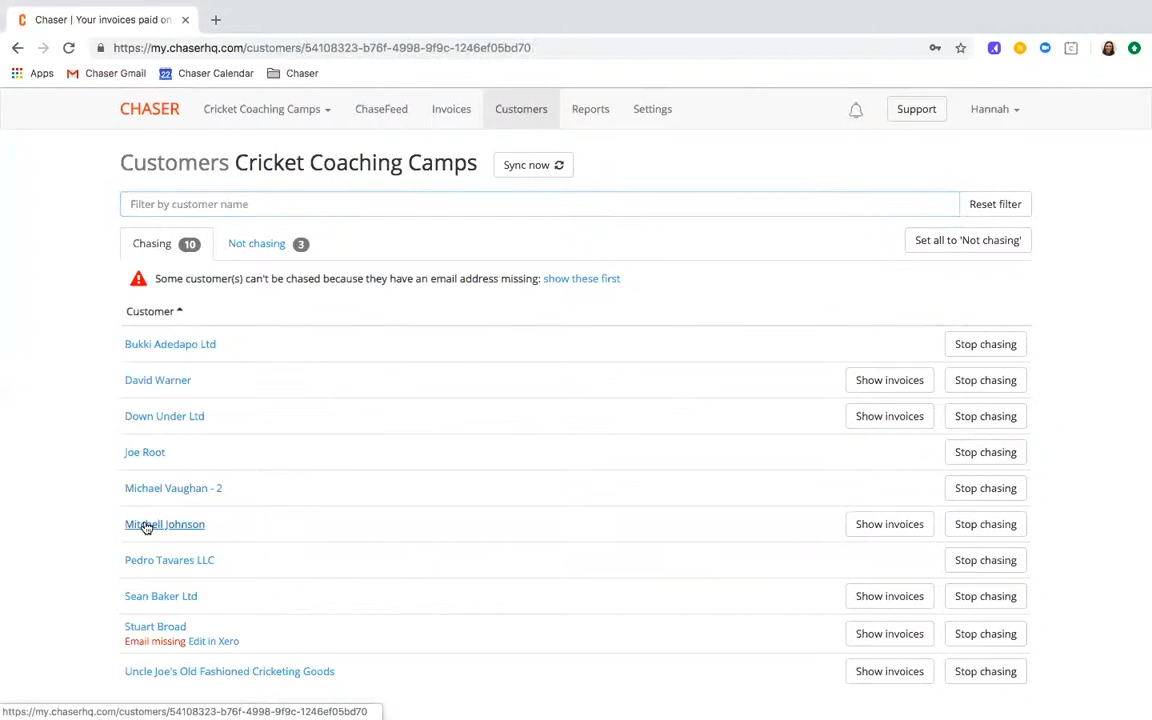 Chaser | Your invoices paid on
https://my.chaserhq.com/customers/54108323-b76f-4998-9f9c-1246ef05bd70
Apps Chaser Gmail 22 Chaser Calendar Chaser
CHASER Cricket Coaching Camps ChaseFeed Invoices Customers Reports Settings Support Hannah
Customers Cricket Coaching Camps Sync now
Filter by customer name Reset filter
Chasing 10 Not chasing 3 Set all to 'Not chasing'
Some customer(s) can't be chased because they have an email address missing: show these first
Customer
Bukki Adedapo Ltd Stop chasing
David Warner Show invoices Stop chasing
Down Under Ltd Show invoices Stop chasing
Joe Root Stop chasing
Michael Vaughan - 2 Stop chasing
Mitchell Johnson Show invoices Stop chasing
Pedro Tavares LLC Stop chasing
Sean Baker Ltd Show invoices Stop chasing
Stuart Broad Show invoices Stop chasing
Email missing Edit in Xero
Uncle Joe's Old Fashioned Cricketing Goods Show invoices Stop chasing
https://my.chaserhq.com/customers/54108323-b76f-4998-9f9c-1246ef05bd70